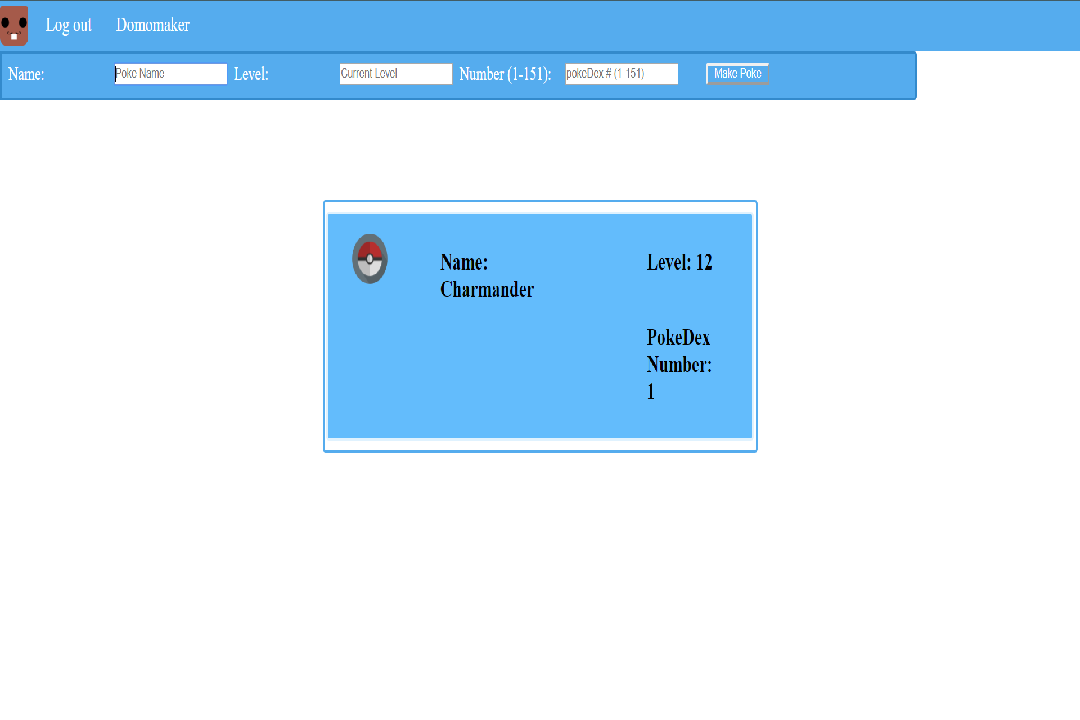 Log out Domomaker
Name: Poke Name Level: Current Level Number (1-151): pokeDex # (1-151) Make Poke
Name: Level: 12
Charmander
PokeDex
Number:
1